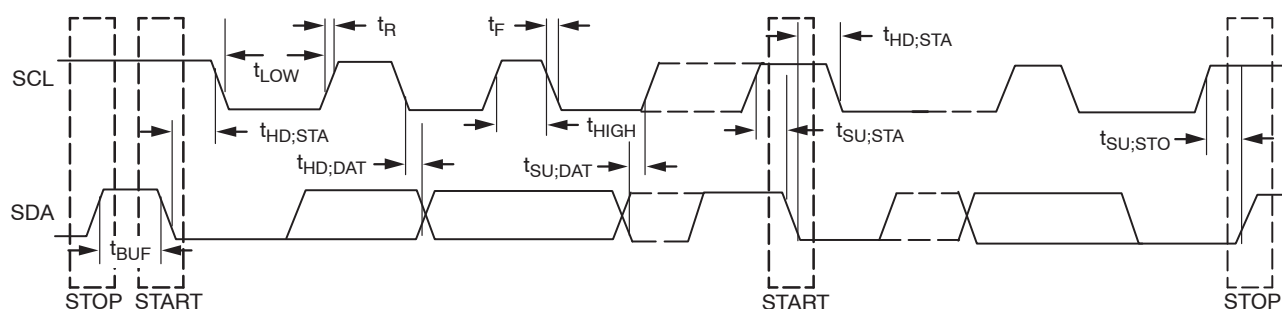 tR
tF
tHD;STA
SCL
tLOW
tHD;STA
tHIGH
tSU;STA
tSU;STO
tHD;DAT
tSU;DAT
SDA
tBUF
STOP
START
START
STOP